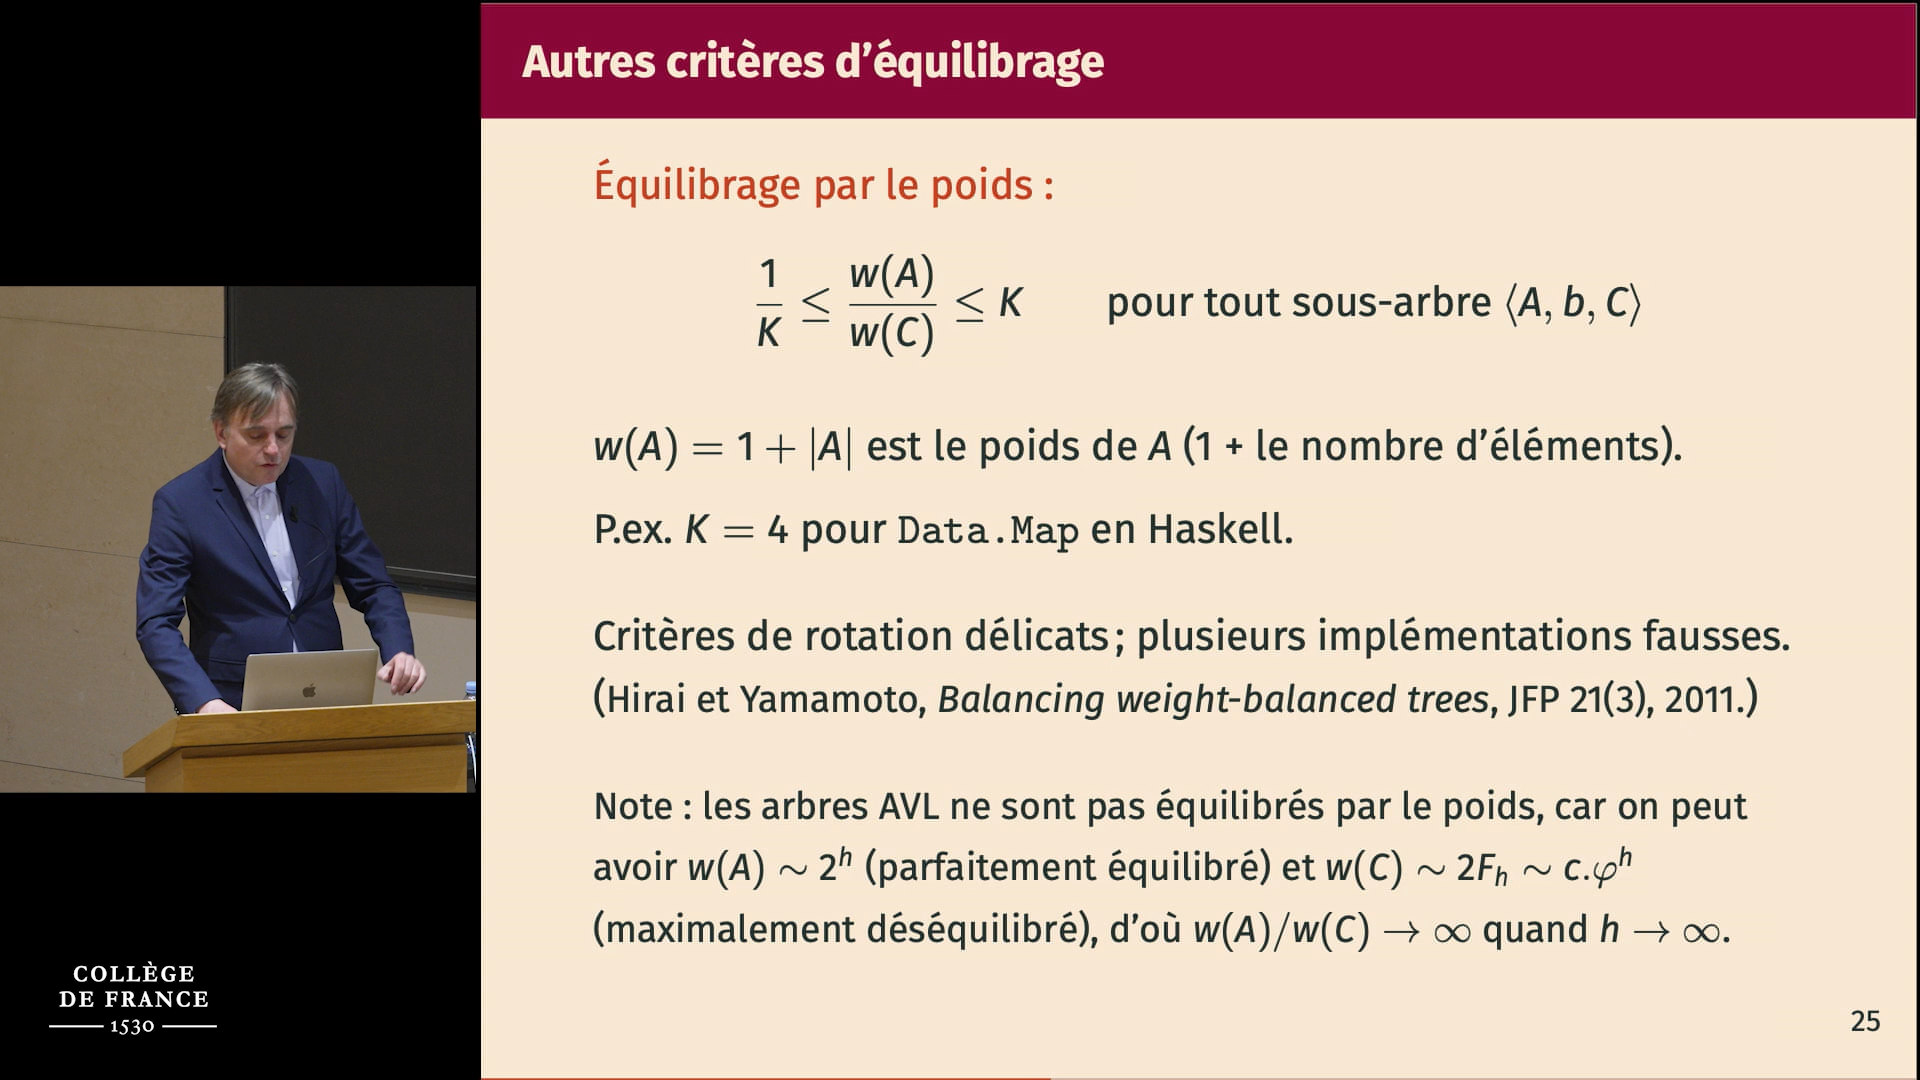 Autres critères d'équilibrage
Équilibrage par le poids :
1/K ≤ w(A)/w(C) ≤ K pour tout sous-arbre ⟨A, b, C⟩
w(A) = 1 + |A| est le poids de A (1 + le nombre d'éléments).
P.ex. K = 4 pour Data.Map en Haskell.
Critères de rotation délicats ; plusieurs implémentations fausses.
(Hirai et Yamamoto, Balancing weight-balanced trees, JFP 21(3), 2011.)
Note : les arbres AVL ne sont pas équilibrés par le poids, car on peut
avoir w(A) ∼ 2^h (parfaitement équilibré) et w(C) ∼ 2F_h ∼ c.φ^h
(maximalement déséquilibré), d'où w(A)/w(C) → ∞ quand h → ∞.
25
COLLÈGE
DE FRANCE
1530